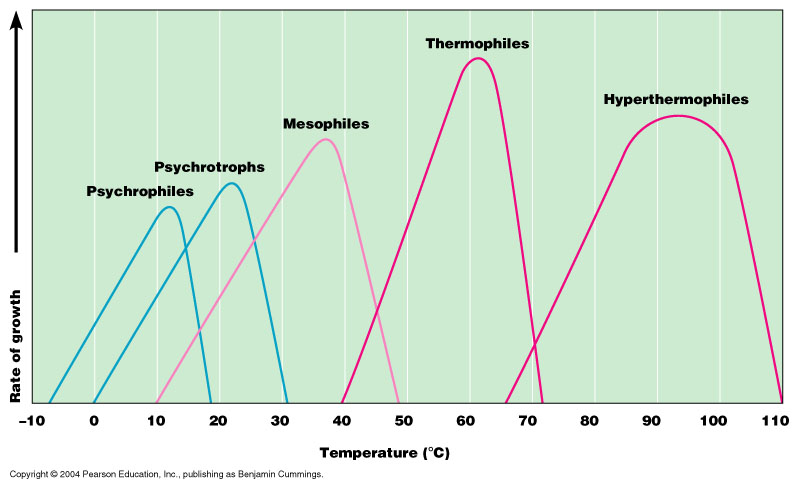 Thermophiles
Hyperthermophiles
Mesophiles
Psychrotrophs
Psychrophiles
Rate of growth
–10 0 10 20 30 40 50 60 70 80 90 100 110
Temperature (°C)
Copyright © 2004 Pearson Education, Inc., publishing as Benjamin Cummings.